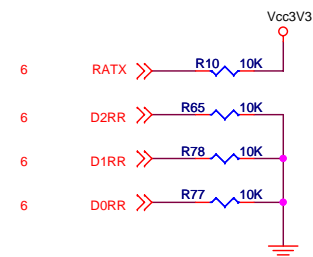 Vcc3V3
6 RATX R10 10K
6 D2RR R65 10K
6 D1RR R78 10K
6 D0RR R77 10K